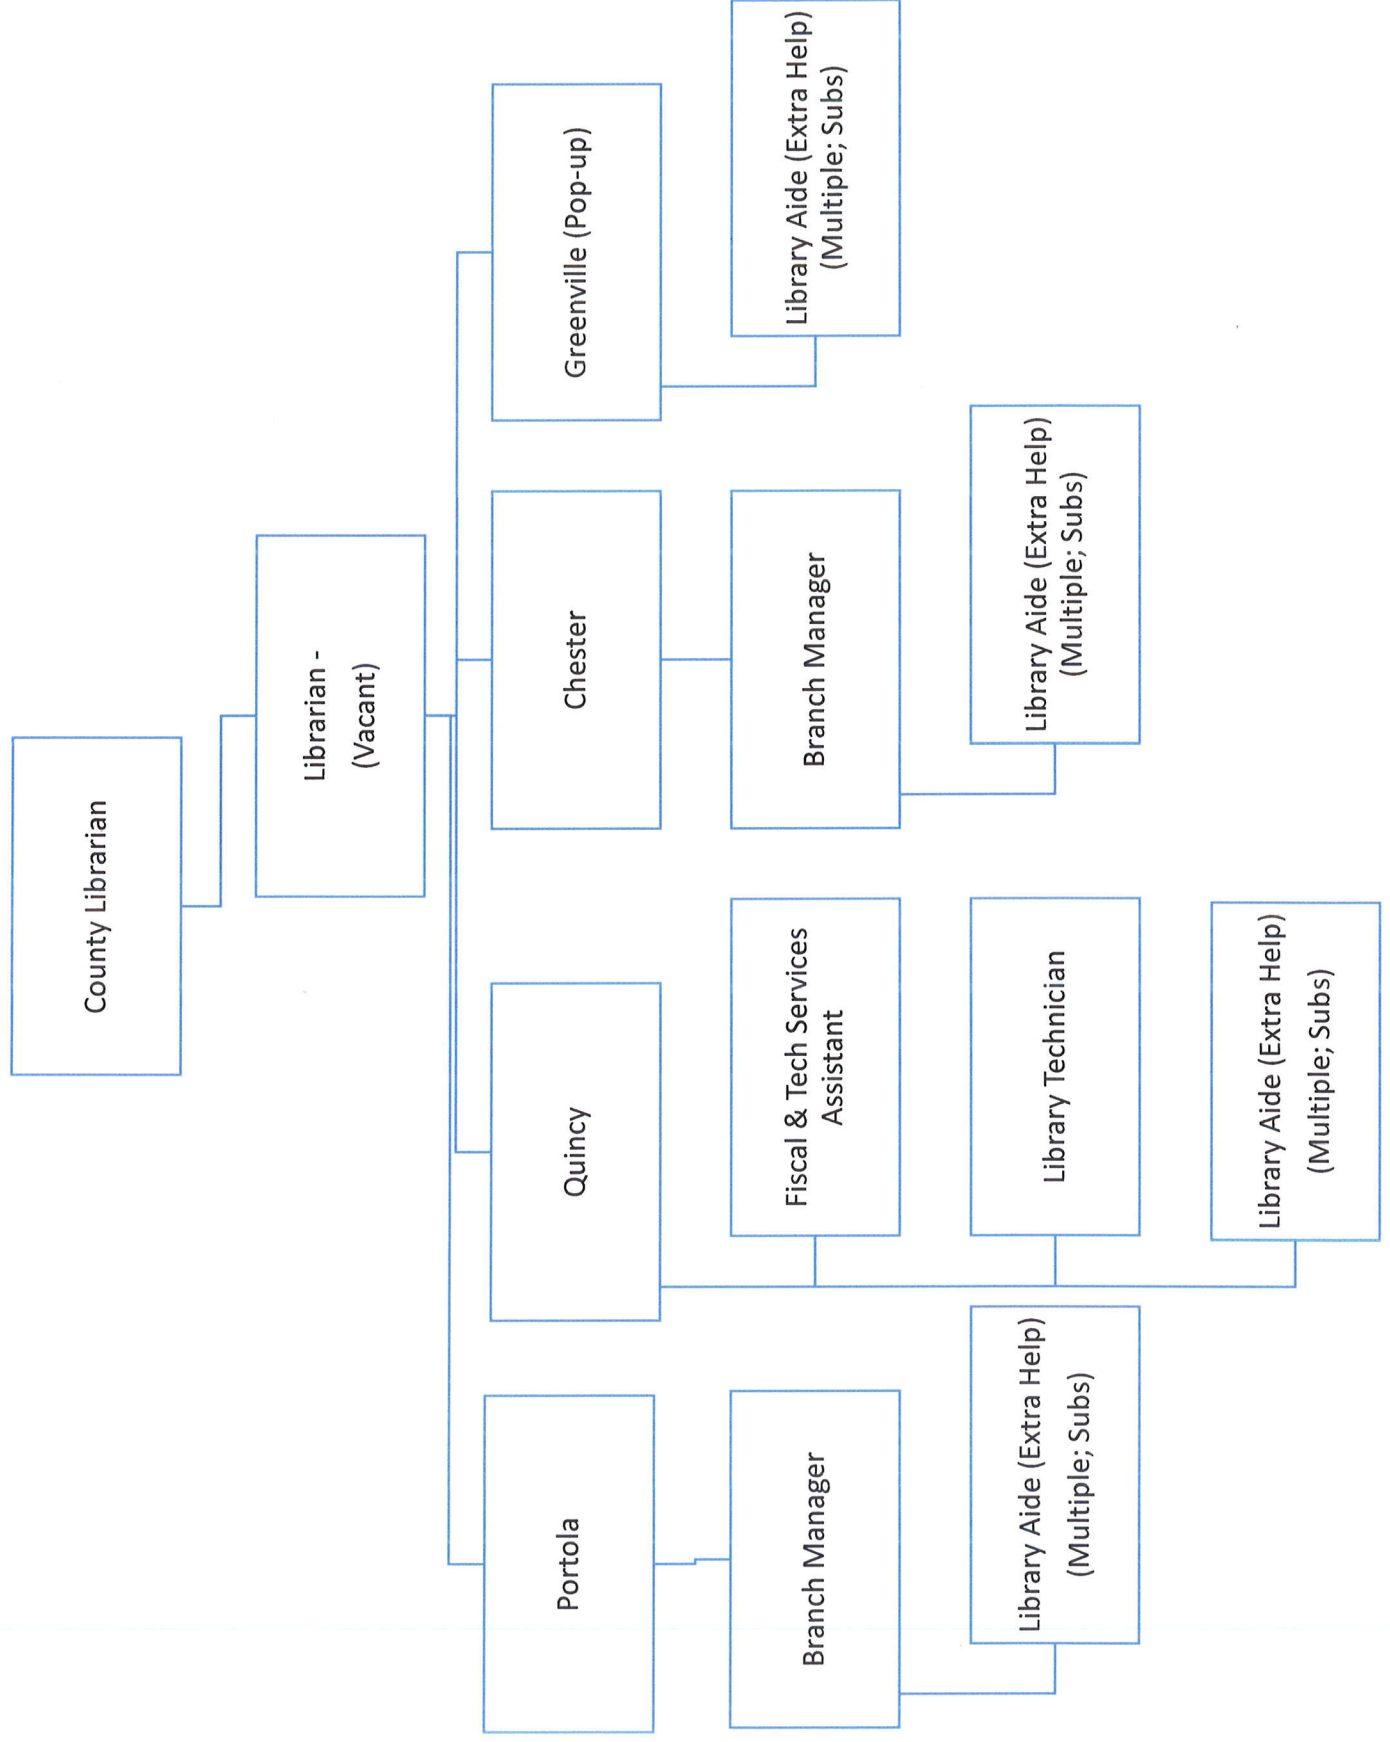 County Librarian
Librarian -
(Vacant)
Portola
Quincy
Chester
Greenville (Pop-up)
Branch Manager
Fiscal & Tech Services
Assistant
Branch Manager
Library Aide (Extra Help)
(Multiple; Subs)
Library Aide (Extra Help)
(Multiple; Subs)
Library Technician
Library Aide (Extra Help)
(Multiple; Subs)
Library Aide (Extra Help)
(Multiple; Subs)